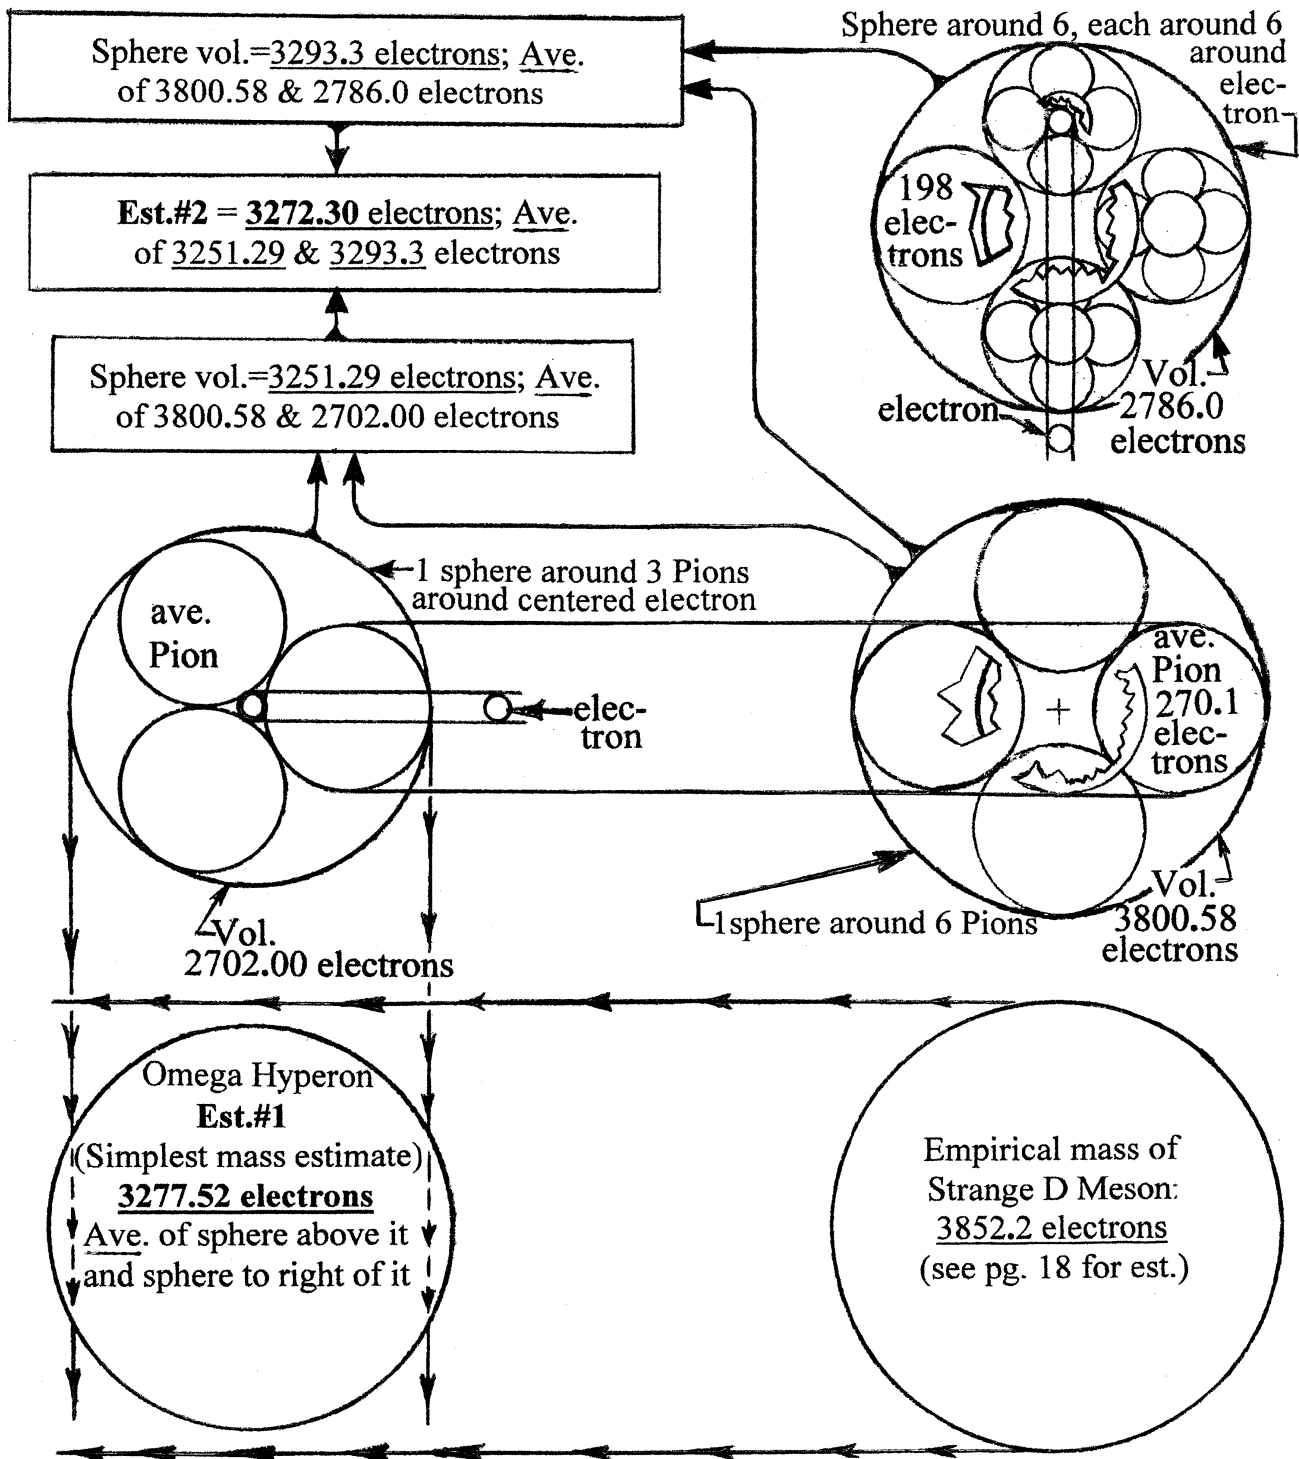 Sphere vol.=3293.3 electrons; Ave.
of 3800.58 & 2786.0 electrons
Est.#2 = 3272.30 electrons; Ave.
of 3251.29 & 3293.3 electrons
Sphere vol.=3251.29 electrons; Ave.
of 3800.58 & 2702.00 electrons
Sphere around 6, each around 6
around
elec-
tron
198
elec-
trons
electron
Vol.
2786.0
electrons
1 sphere around 3 Pions
around centered electron
ave.
Pion
elec-
tron
Vol.
2702.00 electrons
ave.
Pion
270.1
elec-
trons
1sphere around 6 Pions
Vol.
3800.58
electrons
Omega Hyperon
Est.#1
(Simplest mass estimate)
3277.52 electrons
Ave. of sphere above it
and sphere to right of it
Empirical mass of
Strange D Meson:
3852.2 electrons
(see pg. 18 for est.)